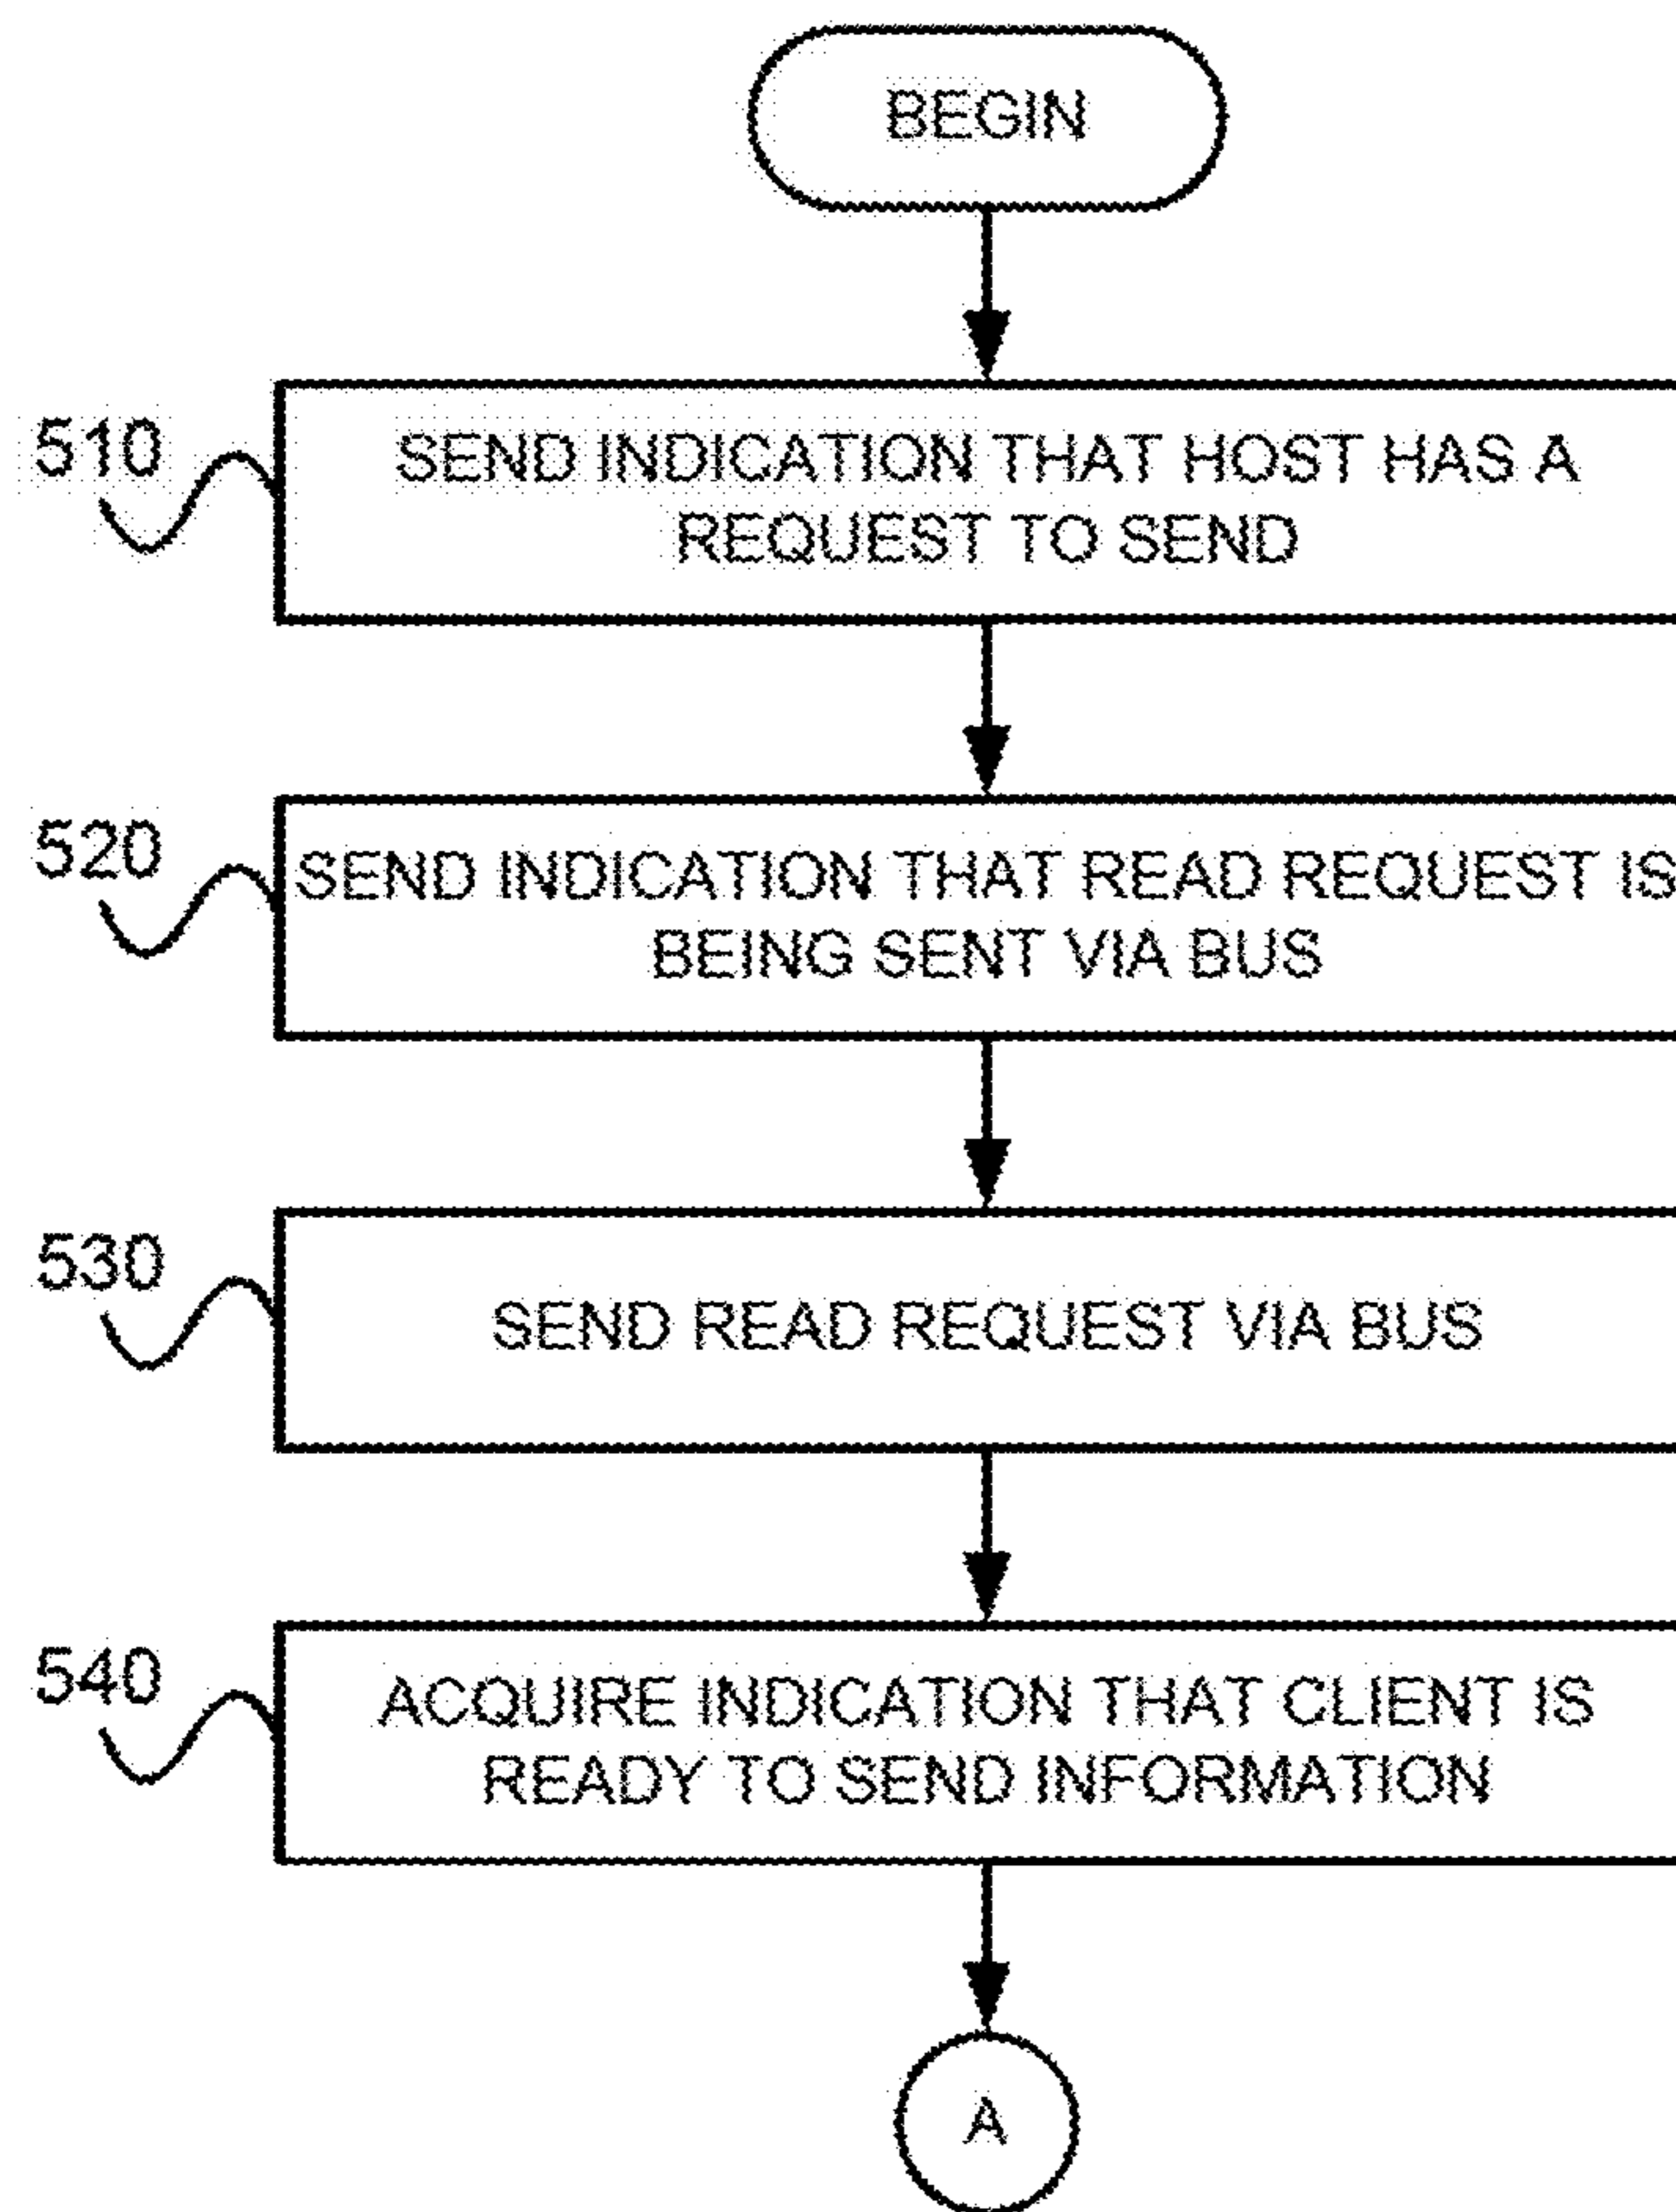 BEGIN
510
SEND INDICATION THAT HOST HAS A
REQUEST TO SEND
520
SEND INDICATION THAT READ REQUEST IS
BEING SENT VIA BUS
530
SEND READ REQUEST VIA BUS
540
ACQUIRE INDICATION THAT CLIENT IS
READY TO SEND INFORMATION
A